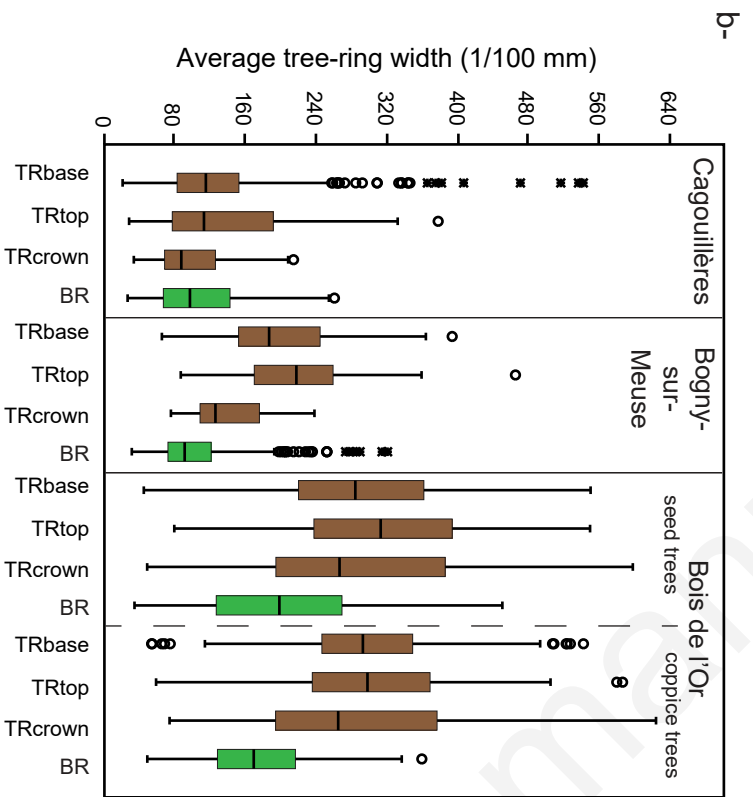 b-
Average tree-ring width (1/100 mm)
0
80
160
240
320
400
480
560
640
TRbase
TRtop
TRcrown
BR
Cagouillères
TRbase
TRtop
TRcrown
BR
Bogny-
sur-
Meuse
TRbase
TRtop
TRcrown
BR
seed trees
Bois de l'Or
TRbase
TRtop
TRcrown
BR
coppice trees